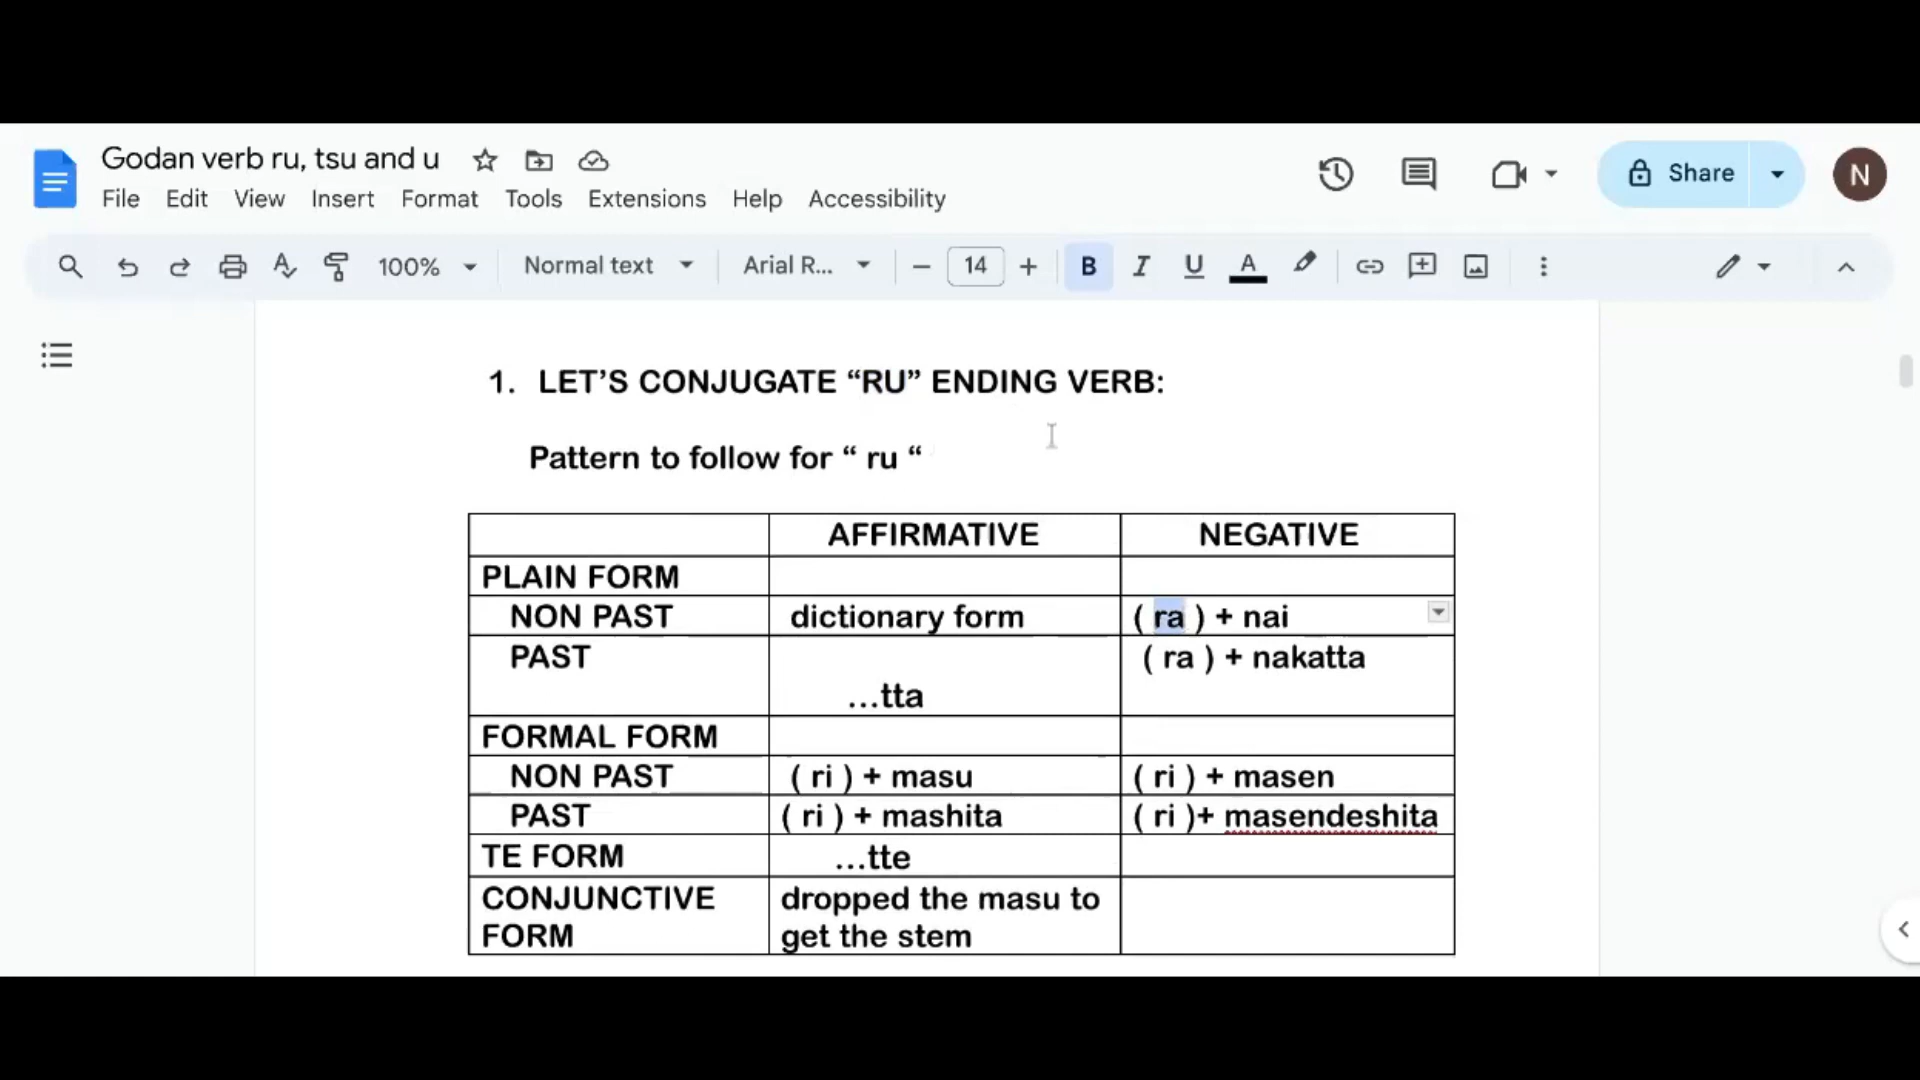 Godan verb ru, tsu and u
File Edit View Insert Format Tools Extensions Help Accessibility
Share
N
100% Normal text Arial R... 14 B I U A
1. LET’S CONJUGATE “RU” ENDING VERB:
Pattern to follow for “ ru “
AFFIRMATIVE NEGATIVE
PLAIN FORM
NON PAST dictionary form ( ra ) + nai
PAST ( ra ) + nakatta
...tta
FORMAL FORM
NON PAST ( ri ) + masu ( ri ) + masen
PAST ( ri ) + mashita ( ri )+ masendeshita
TE FORM ...tte
CONJUNCTIVE dropped the masu to
FORM get the stem